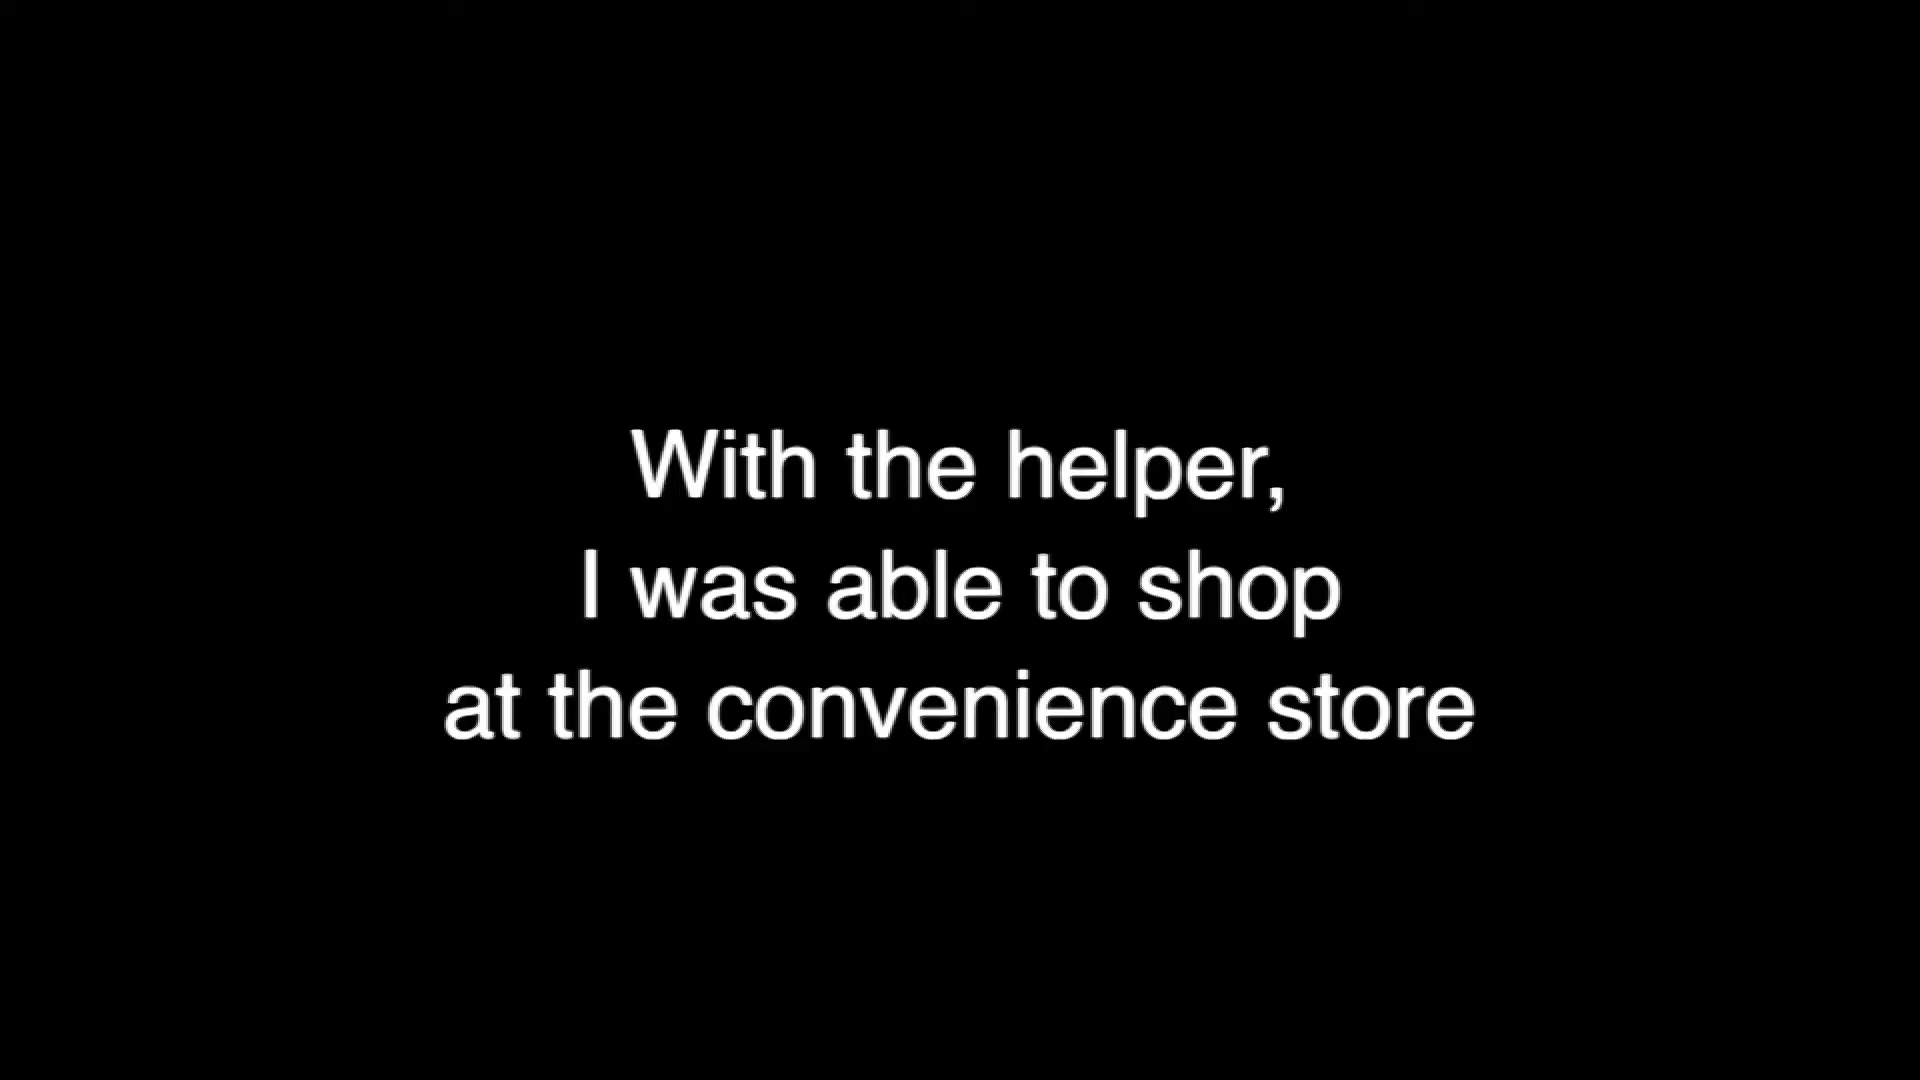 With the helper,
I was able to shop
at the convenience store